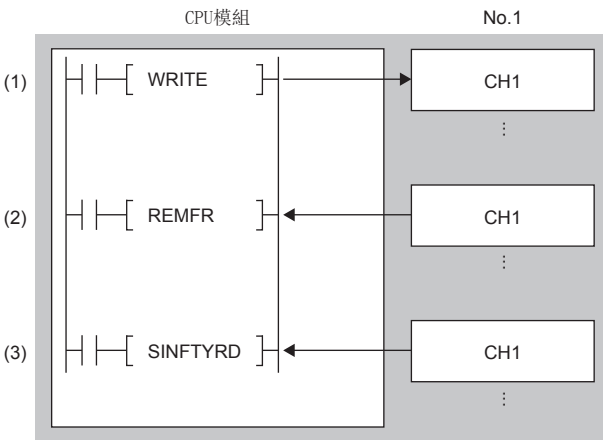 CPU模組 No.1
(1) WRITE CH1
⋮
(2) REMFR CH1
⋮
(3) SINFTYRD CH1
⋮